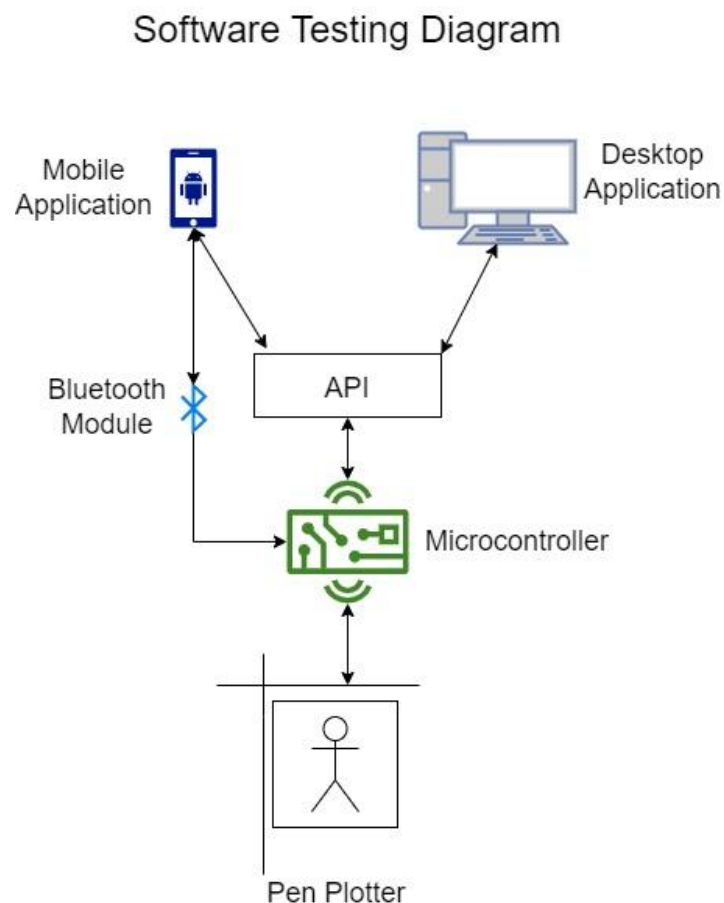 Software Testing Diagram
Mobile
Application
Desktop
Application
API
Bluetooth
Module
Microcontroller
Pen Plotter